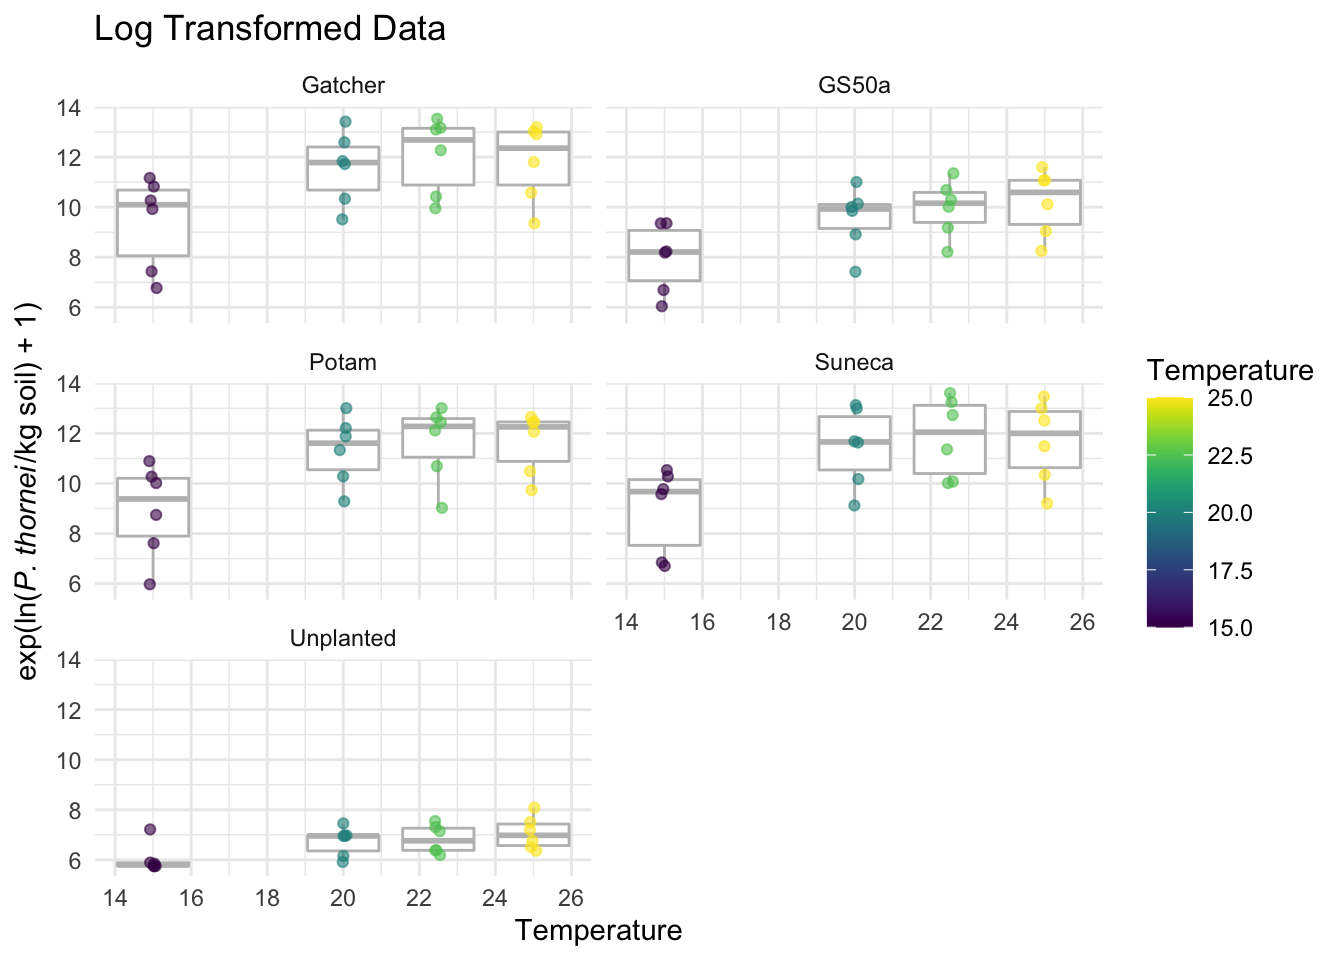 Log Transformed Data
Gatcher
GS50a
14
12
10
8
6
Potam
Suneca
14
12
10
8
6
14 16 18 20 22 24 26
Unplanted
14
12
10
8
6
14 16 18 20 22 24 26
Temperature
exp(ln(P. thornei/kg soil) + 1)
Temperature
25.0
22.5
20.0
17.5
15.0